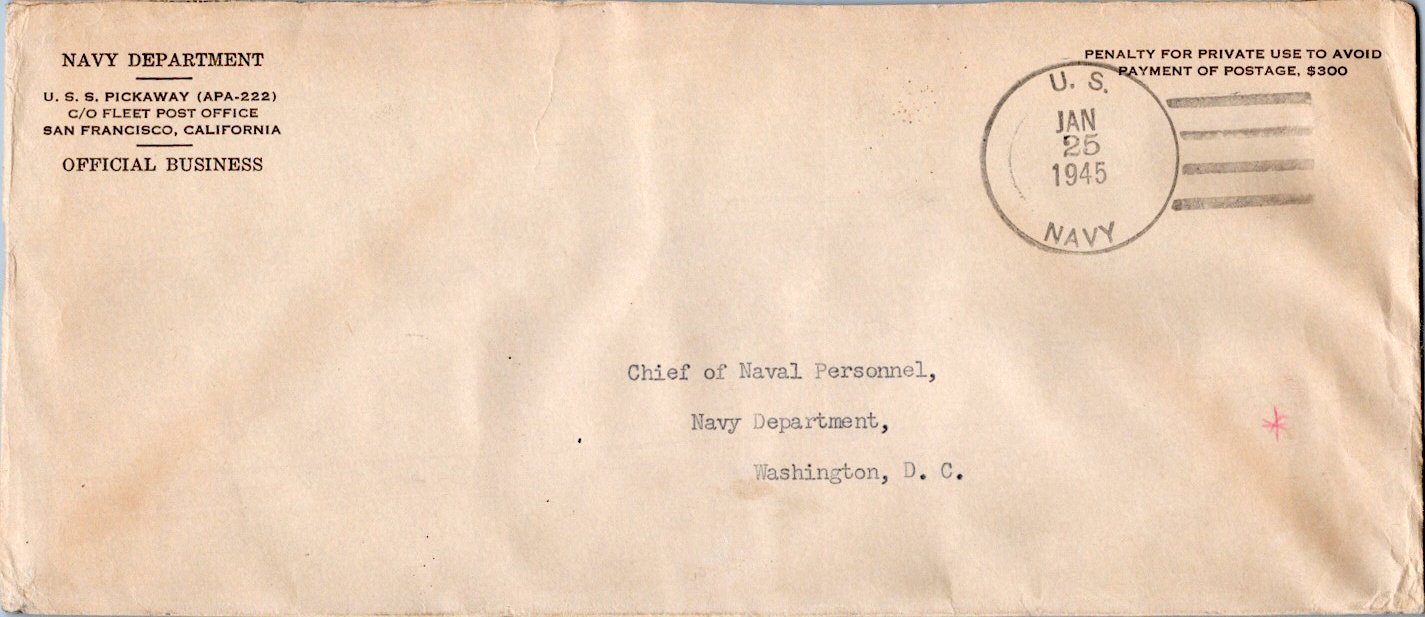 NAVY DEPARTMENT
U. S. S. PICKAWAY (APA-222)
C/O FLEET POST OFFICE
SAN FRANCISCO, CALIFORNIA
OFFICIAL BUSINESS
PENALTY FOR PRIVATE USE TO AVOID
PAYMENT OF POSTAGE, $300
U. S.
JAN
25
1945
NAVY
Chief of Naval Personnel,
Navy Department,
Washington, D. C.